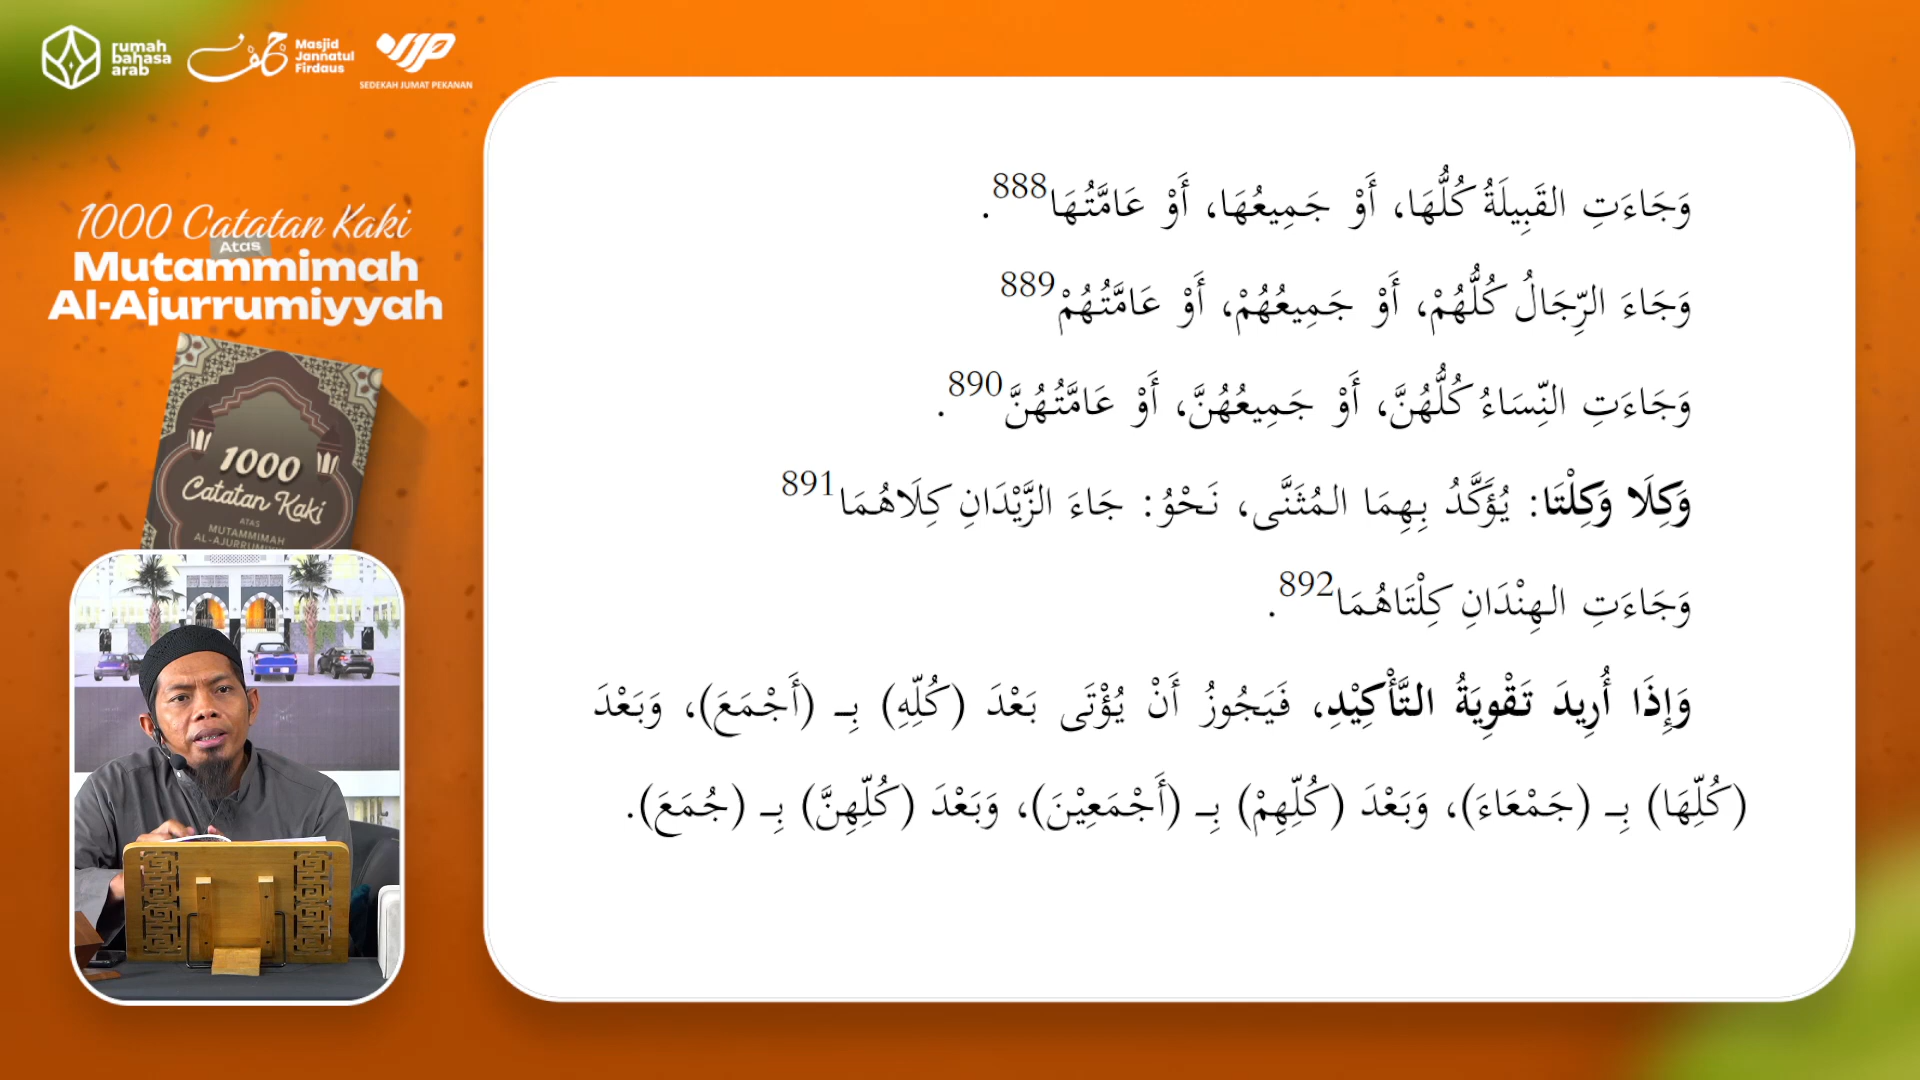 rumah
bahasa
arab
Masjid
Jannatul
Firdaus
SEDEKAH JUMAT PEKANAN
1000 Catatan Kaki
Atas
Mutammimah
Al-Ajurrumiyyah
1000
Catatan Kaki
ATAS
MUTAMMIMAH
وَجَاءَتِ القَبِيلَةُ كُلُّهَا، أَوْ جَمِيعُهَا، أَوْ عَامَّتُهَا888.
وَجَاءَ الرِّجَالُ كُلُّهُمْ، أَوْ جَمِيعُهُمْ، أَوْ عَامَّتُهُمْ889
وَجَاءَتِ النِّسَاءُ كُلُّهُنَّ، أَوْ جَمِيعُهُنَّ، أَوْ عَامَّتُهُنَّ890.
وَكِلَا وَكِلْتَا: يُؤَكَّدُ بِهِمَا المُثَنَّى، نَحْوُ: جَاءَ الزَّيْدَانِ كِلَاهُمَا891
وَجَاءَتِ الهِنْدَانِ كِلْتَاهُمَا892.
وَإِذَا أُرِيدَ تَقْوِيَةُ التَّأْكِيْدِ، فَيَجُوزُ أَنْ يُؤْتَى بَعْدَ (كُلِّهِ) بِـ (أَجْمَعَ)، وَبَعْدَ
(كُلِّهَا) بِـ (جَمْعَاءَ)، وَبَعْدَ (كُلِّهِمْ) بِـ (أَجْمَعِيْنَ)، وَبَعْدَ (كُلِّهِنَّ) بِـ (جُمَعَ).